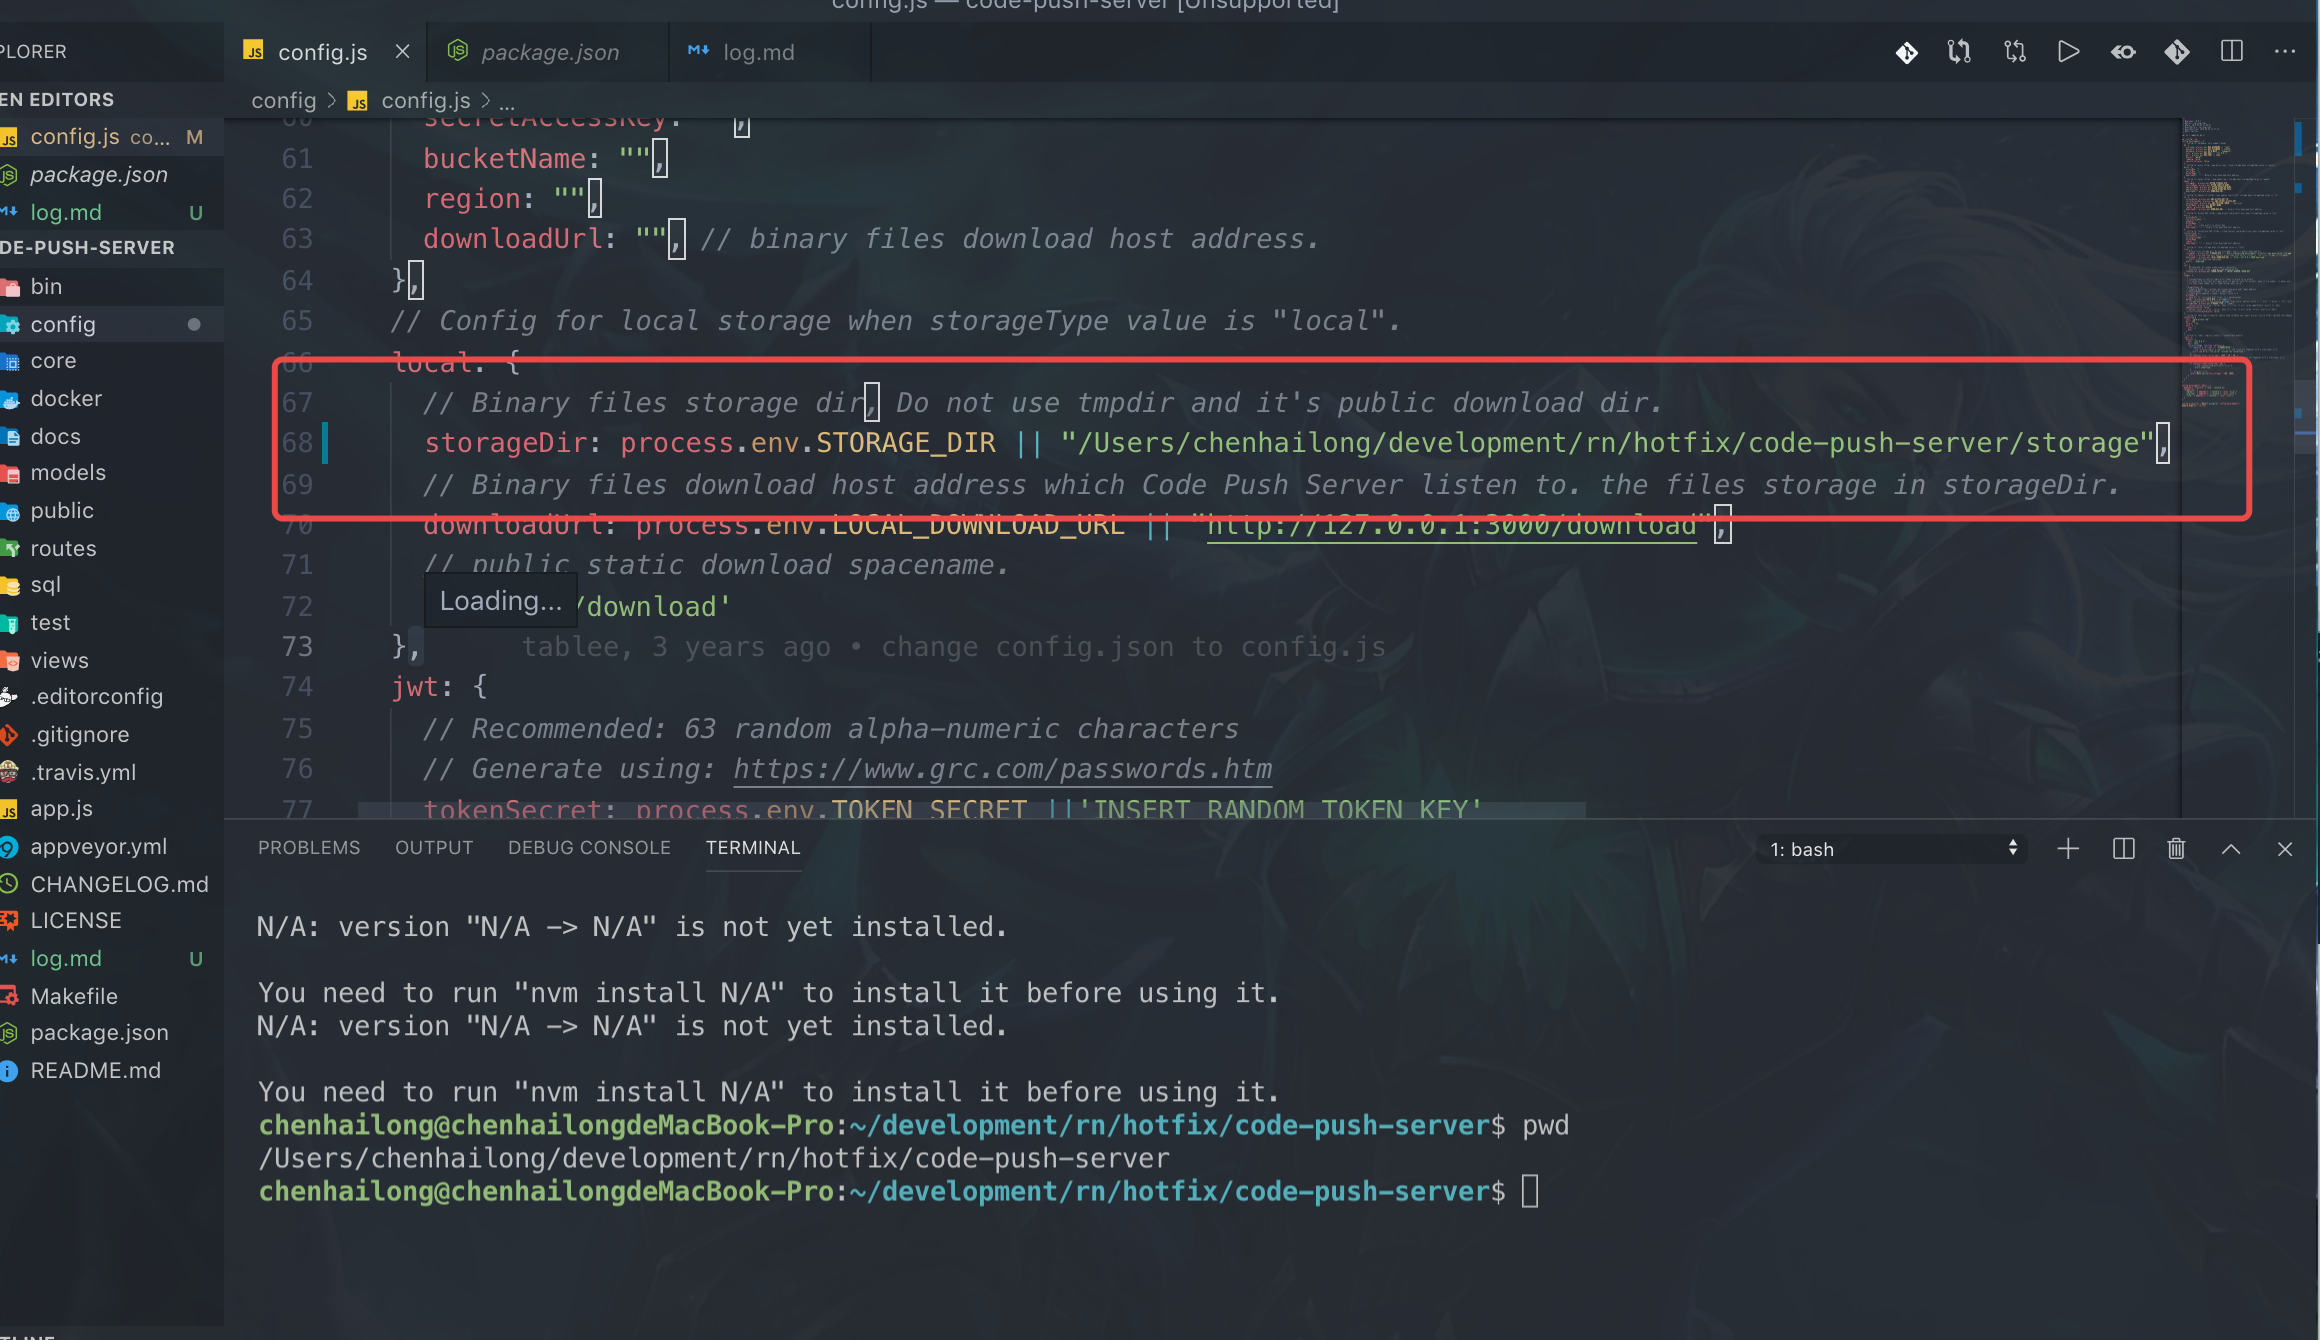 config.js — code-push-server [Unsupported]
PLORER
config.js
package.json
log.md
EN EDITORS
config.js co... M
package.json
log.md U
DE-PUSH-SERVER
bin
config
core
docker
docs
models
public
routes
sql
test
views
.editorconfig
.gitignore
.travis.yml
app.js
appveyor.yml
CHANGELOG.md
LICENSE
log.md U
Makefile
package.json
README.md
config > config.js > ...
60 secretAccessKey: "",
61 bucketName: "",
62 region: "",
63 downloadUrl: "", // binary files download host address.
64 },
65 // Config for local storage when storageType value is "local".
66 local: {
67 // Binary files storage dir, Do not use tmpdir and it's public download dir.
68 storageDir: process.env.STORAGE_DIR || "/Users/chenhailong/development/rn/hotfix/code-push-server/storage",
69 // Binary files download host address which Code Push Server listen to. the files storage in storageDir.
70 downloadUrl: process.env.LOCAL_DOWNLOAD_URL || "http://127.0.0.1:3000/download",
71 // public static download spacename.
Loading...
72 /download'
73 }, tablee, 3 years ago • change config.json to config.js
74 jwt: {
75 // Recommended: 63 random alpha-numeric characters
76 // Generate using: https://www.grc.com/passwords.htm
77 tokenSecret: process.env.TOKEN_SECRET ||'INSERT_RANDOM_TOKEN_KEY'
PROBLEMS OUTPUT DEBUG CONSOLE TERMINAL
1: bash
N/A: version "N/A -> N/A" is not yet installed.
You need to run "nvm install N/A" to install it before using it.
N/A: version "N/A -> N/A" is not yet installed.
You need to run "nvm install N/A" to install it before using it.
chenhailong@chenhailongdeMacBook-Pro:~/development/rn/hotfix/code-push-server$ pwd
/Users/chenhailong/development/rn/hotfix/code-push-server
chenhailong@chenhailongdeMacBook-Pro:~/development/rn/hotfix/code-push-server$